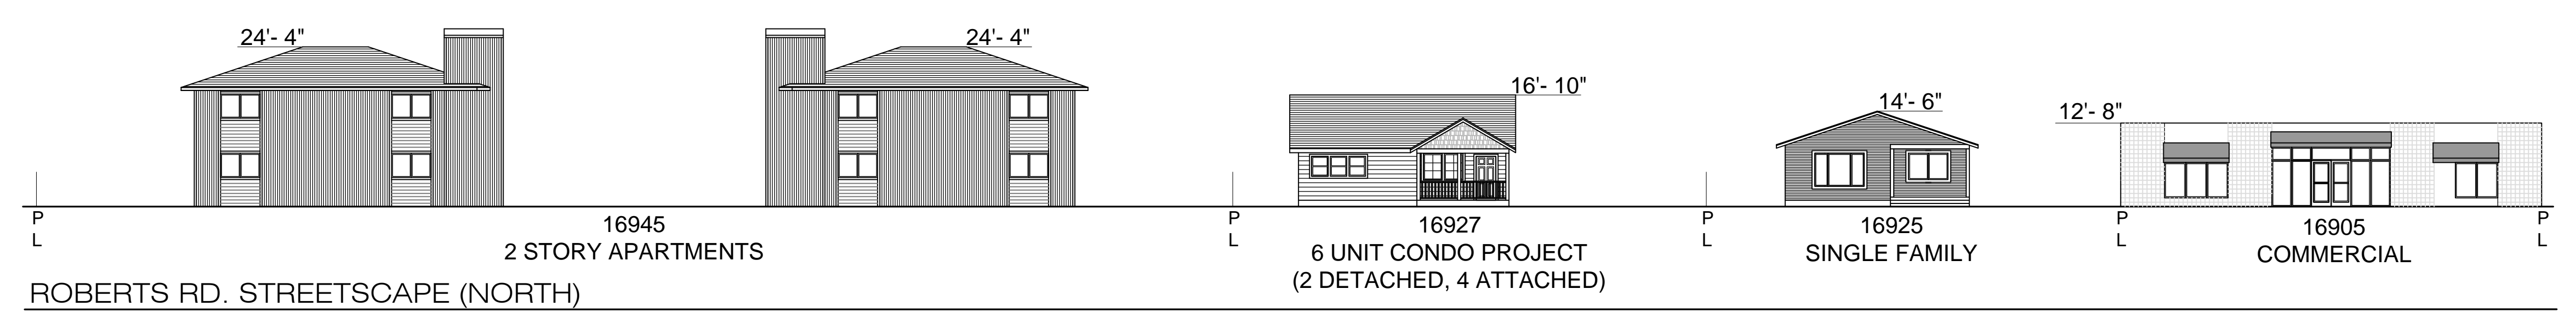 24'- 4"
24'- 4"
16'- 10"
14'- 6"
12'- 8"
P
L
16945
2 STORY APARTMENTS
P
L
16927
6 UNIT CONDO PROJECT
(2 DETACHED, 4 ATTACHED)
P
L
16925
SINGLE FAMILY
P
L
16905
COMMERCIAL
P
L
ROBERTS RD. STREETSCAPE (NORTH)